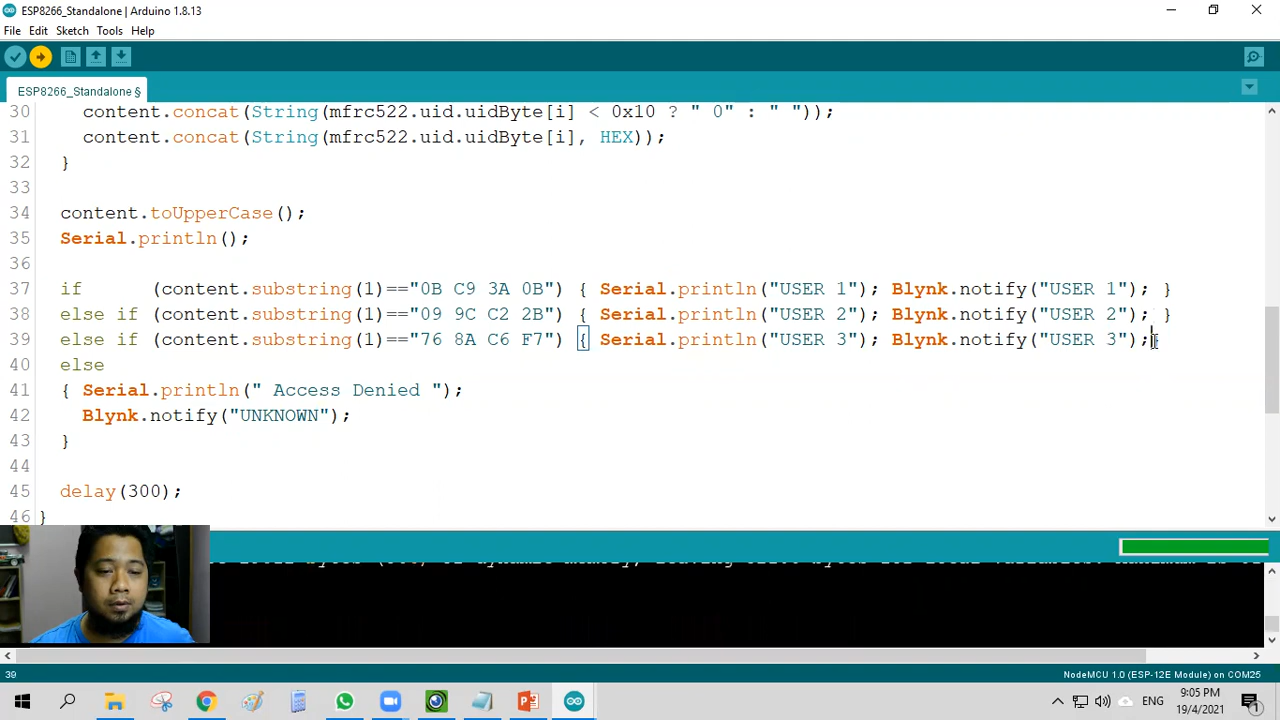 ESP8266_Standalone | Arduino 1.8.13
File Edit Sketch Tools Help
ESP8266_Standalone §
30 content.concat(String(mfrc522.uid.uidByte[i] < 0x10 ? " 0" : " "));
31 content.concat(String(mfrc522.uid.uidByte[i], HEX));
32 }
33
34 content.toUpperCase();
35 Serial.println();
36
37 if (content.substring(1)=="0B C9 3A 0B") { Serial.println("USER 1"); Blynk.notify("USER 1"); }
38 else if (content.substring(1)=="09 9C C2 2B") { Serial.println("USER 2"); Blynk.notify("USER 2"); }
39 else if (content.substring(1)=="76 8A C6 F7") { Serial.println("USER 3"); Blynk.notify("USER 3");}
40 else
41 { Serial.println(" Access Denied ");
42 Blynk.notify("UNKNOWN");
43 }
44
45 delay(300);
46 }
39
NodeMCU 1.0 (ESP-12E Module) on COM25
ENG
9:05 PM
19/4/2021